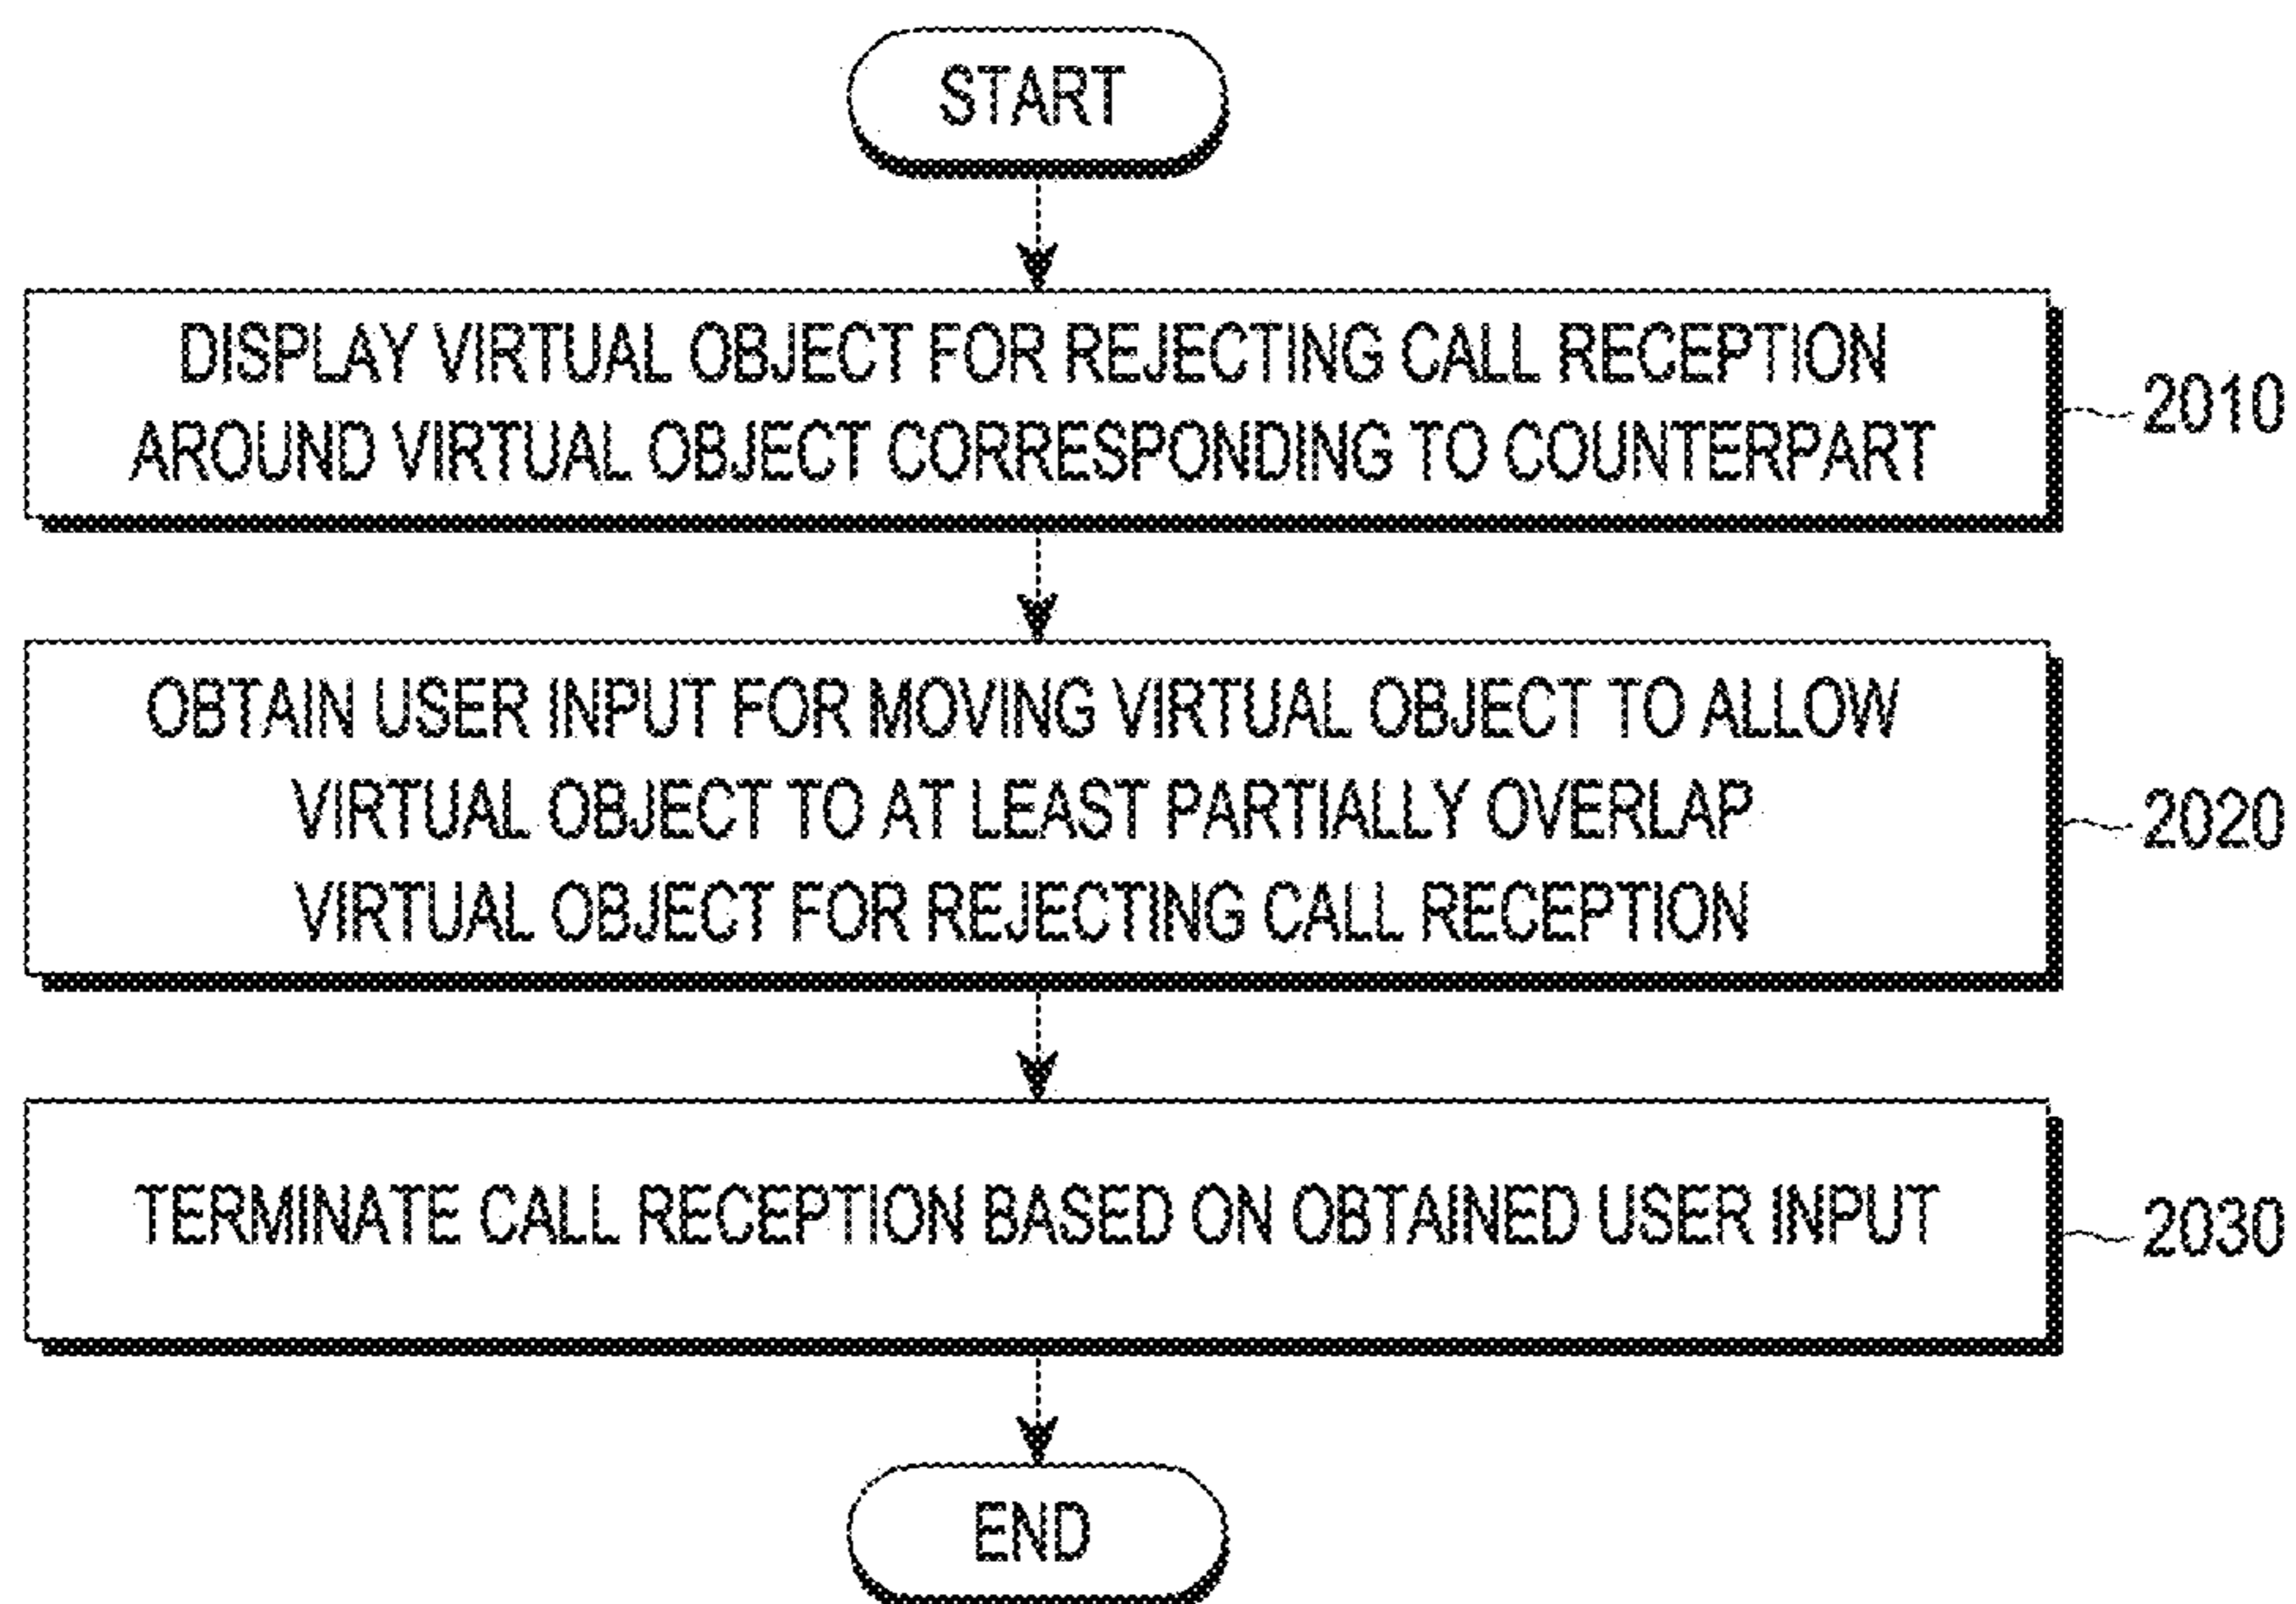 START
DISPLAY VIRTUAL OBJECT FOR REJECTING CALL RECEPTION
AROUND VIRTUAL OBJECT CORRESPONDING TO COUNTERPART
2010
OBTAIN USER INPUT FOR MOVING VIRTUAL OBJECT TO ALLOW
VIRTUAL OBJECT TO AT LEAST PARTIALLY OVERLAP
VIRTUAL OBJECT FOR REJECTING CALL RECEPTION
2020
TERMINATE CALL RECEPTION BASED ON OBTAINED USER INPUT
2030
END